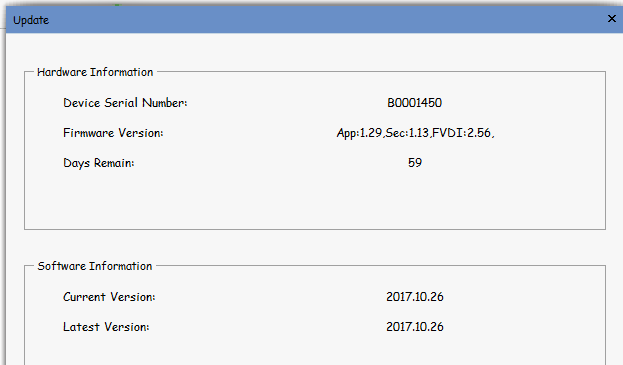 Update
Hardware Information
Device Serial Number: B0001450
Firmware Version: App:1.29,Sec:1.13,FVDI:2.56,
Days Remain: 59
Software Information
Current Version: 2017.10.26
Latest Version: 2017.10.26